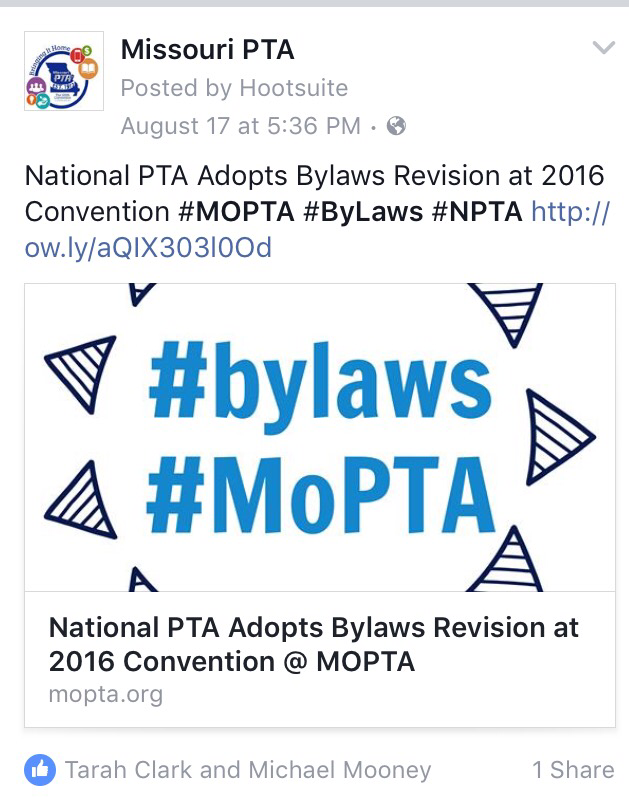 Missouri PTA
Posted by Hootsuite
August 17 at 5:36 PM ·
National PTA Adopts Bylaws Revision at 2016
Convention #MOPTA #ByLaws #NPTA http://
ow.ly/aQIX303l0Od
#bylaws
#MoPTA
National PTA Adopts Bylaws Revision at
2016 Convention @ MOPTA
mopta.org
Tarah Clark and Michael Mooney
1 Share